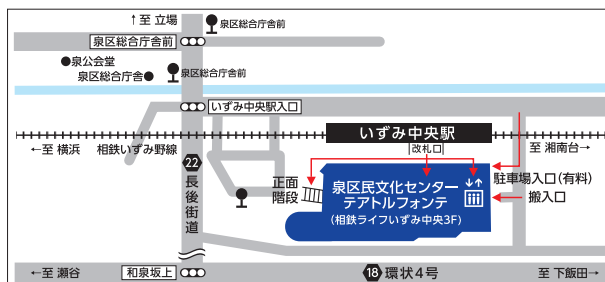 ↑至 立場
泉区総合庁舎前
泉区総合庁舎前
●泉公会堂
泉区総合庁舎●
泉区総合庁舎前
いずみ中央駅入口
いずみ中央駅
←至 横浜
相鉄いずみ野線
改札口
→至 湘南台
22
長後街道
正面
階段
泉区民文化センター
テアトルフォンテ
(相鉄ライフいずみ中央3F)
駐車場入口(有料)
搬入口
←至 瀬谷
和泉坂上
18 環状4号
→至 下飯田